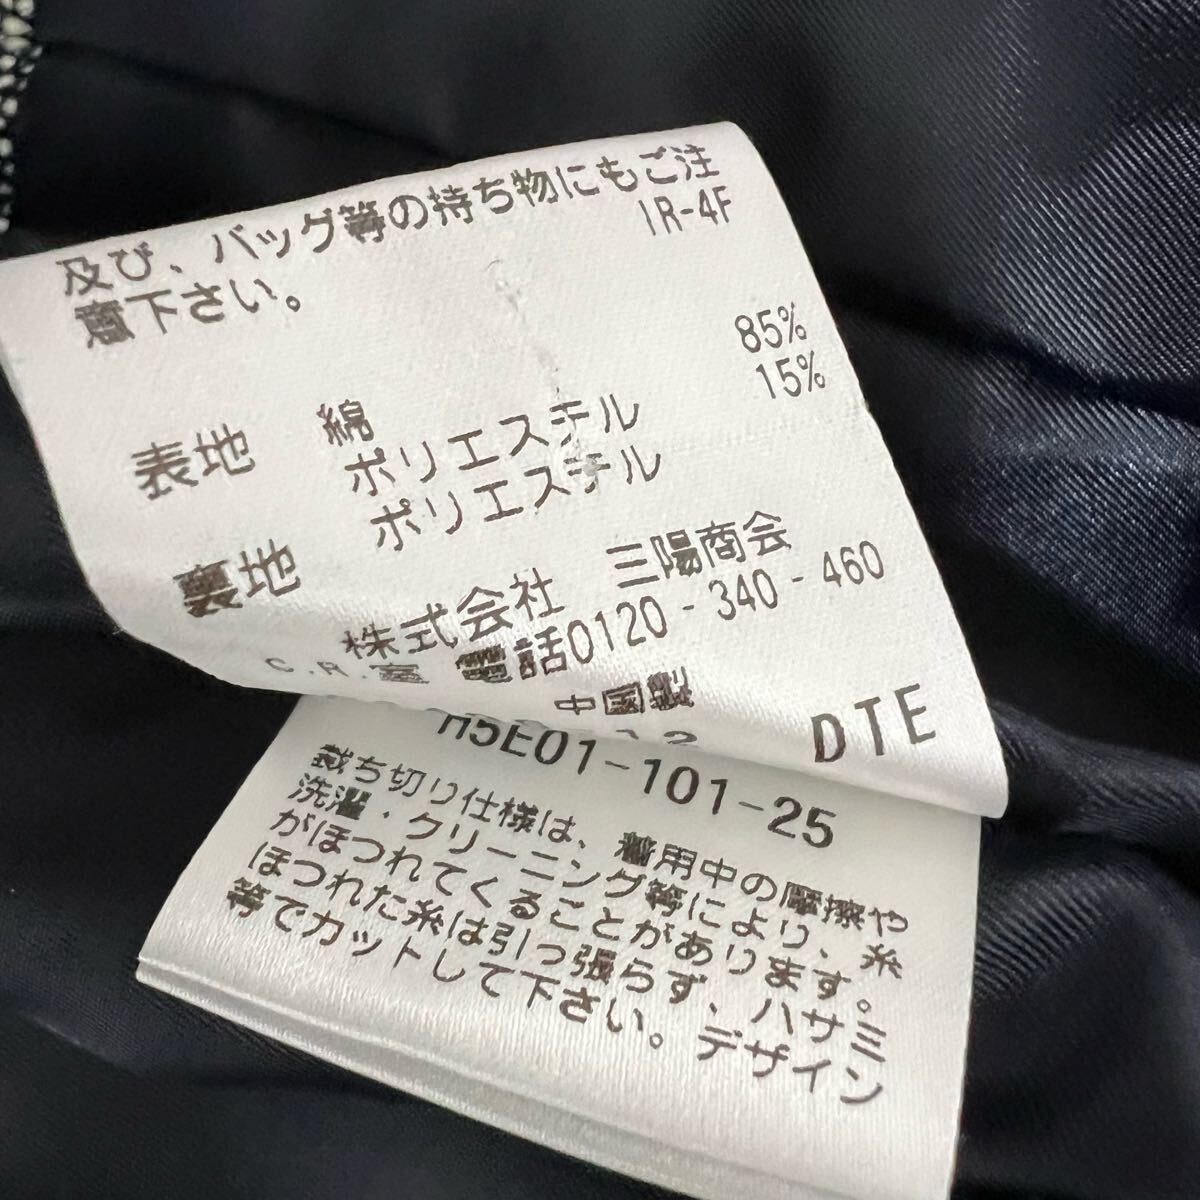 及び、バッグ等の持ち物にもご注
意下さい。
IR-4F
表地 綿 85%
ポリエステル 15%
裏地 ポリエステル
株式会社 三陽商会
C.R.室 電話0120-340-460
中国製
DTE
H5E01-101-25
裁ち切り仕様は、着用中の摩擦や
洗濯・クリーニング等により、糸
がほつれてくることがあります。
ほつれた糸は引っ張らず、ハサミ
等でカットして下さい。デザイン